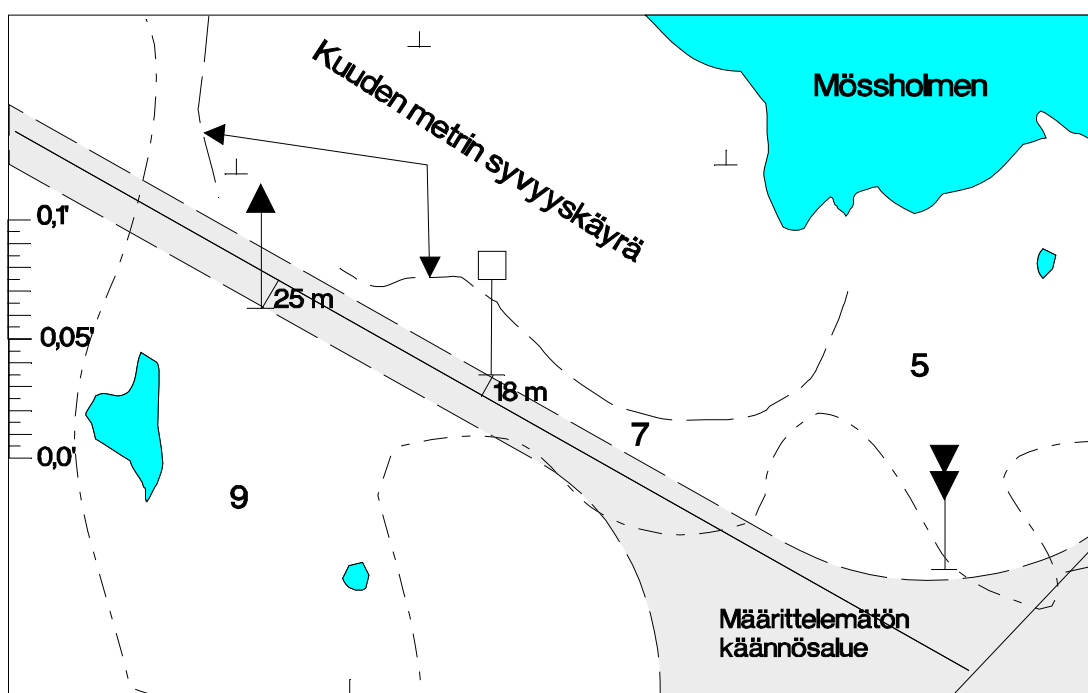 Kuuden metrin syvyyskäyrä
Mössholmen
0,1'
25 m
0,05'
18 m
5
7
0,0'
9
Määrittelemätön
käännösalue